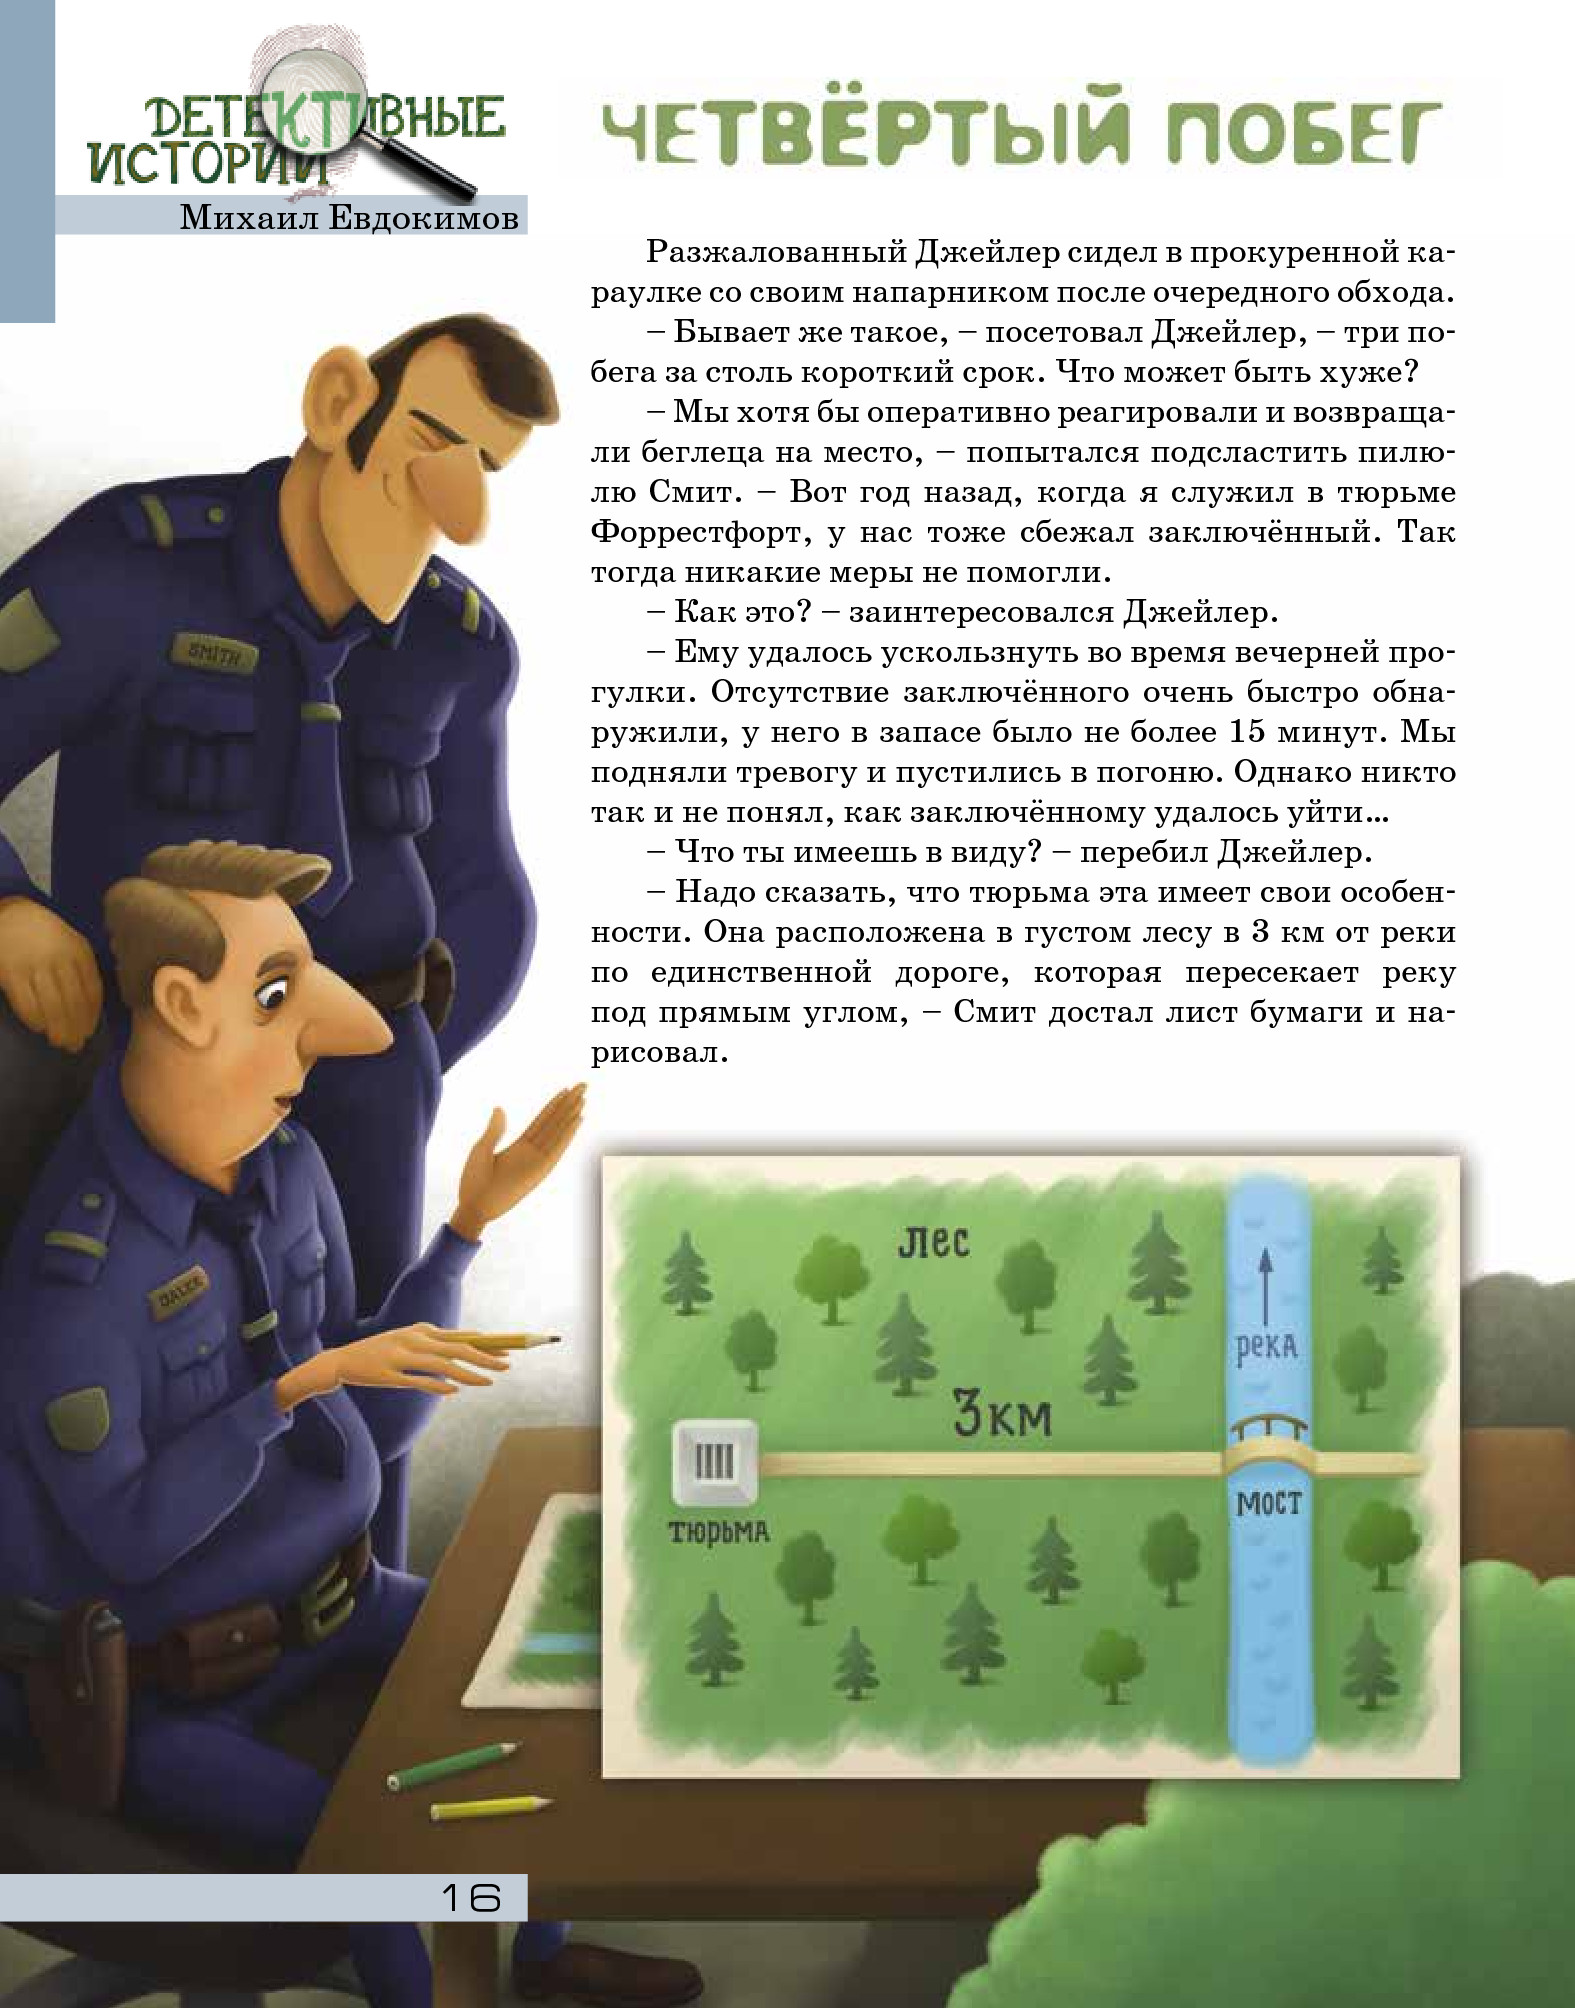 ДЕТЕКТИВНЫЕ
ИСТОРИИ
Михаил Евдокимов
ЧЕТВЁРТЫЙ ПОБЕГ
Разжалованный Джейлер сидел в прокуренной ка-
раулке со своим напарником после очередного обхода.
– Бывает же такое, – посетовал Джейлер, – три по-
бега за столь короткий срок. Что может быть хуже?
– Мы хотя бы оперативно реагировали и возвраща-
ли беглеца на место, – попытался подсластить пилю-
лю Смит. – Вот год назад, когда я служил в тюрьме
Форрестфорт, у нас тоже сбежал заключённый. Так
тогда никакие меры не помогли.
– Как это? – заинтересовался Джейлер.
– Ему удалось ускользнуть во время вечерней про-
гулки. Отсутствие заключённого очень быстро обна-
ружили, у него в запасе было не более 15 минут. Мы
подняли тревогу и пустились в погоню. Однако никто
так и не понял, как заключённому удалось уйти...
– Что ты имеешь в виду? – перебил Джейлер.
– Надо сказать, что тюрьма эта имеет свои особен-
ности. Она расположена в густом лесу в 3 км от реки
по единственной дороге, которая пересекает реку
под прямым углом, – Смит достал лист бумаги и на-
рисовал.
SMITH
лес
река
3 км
мост
тюрьма
16